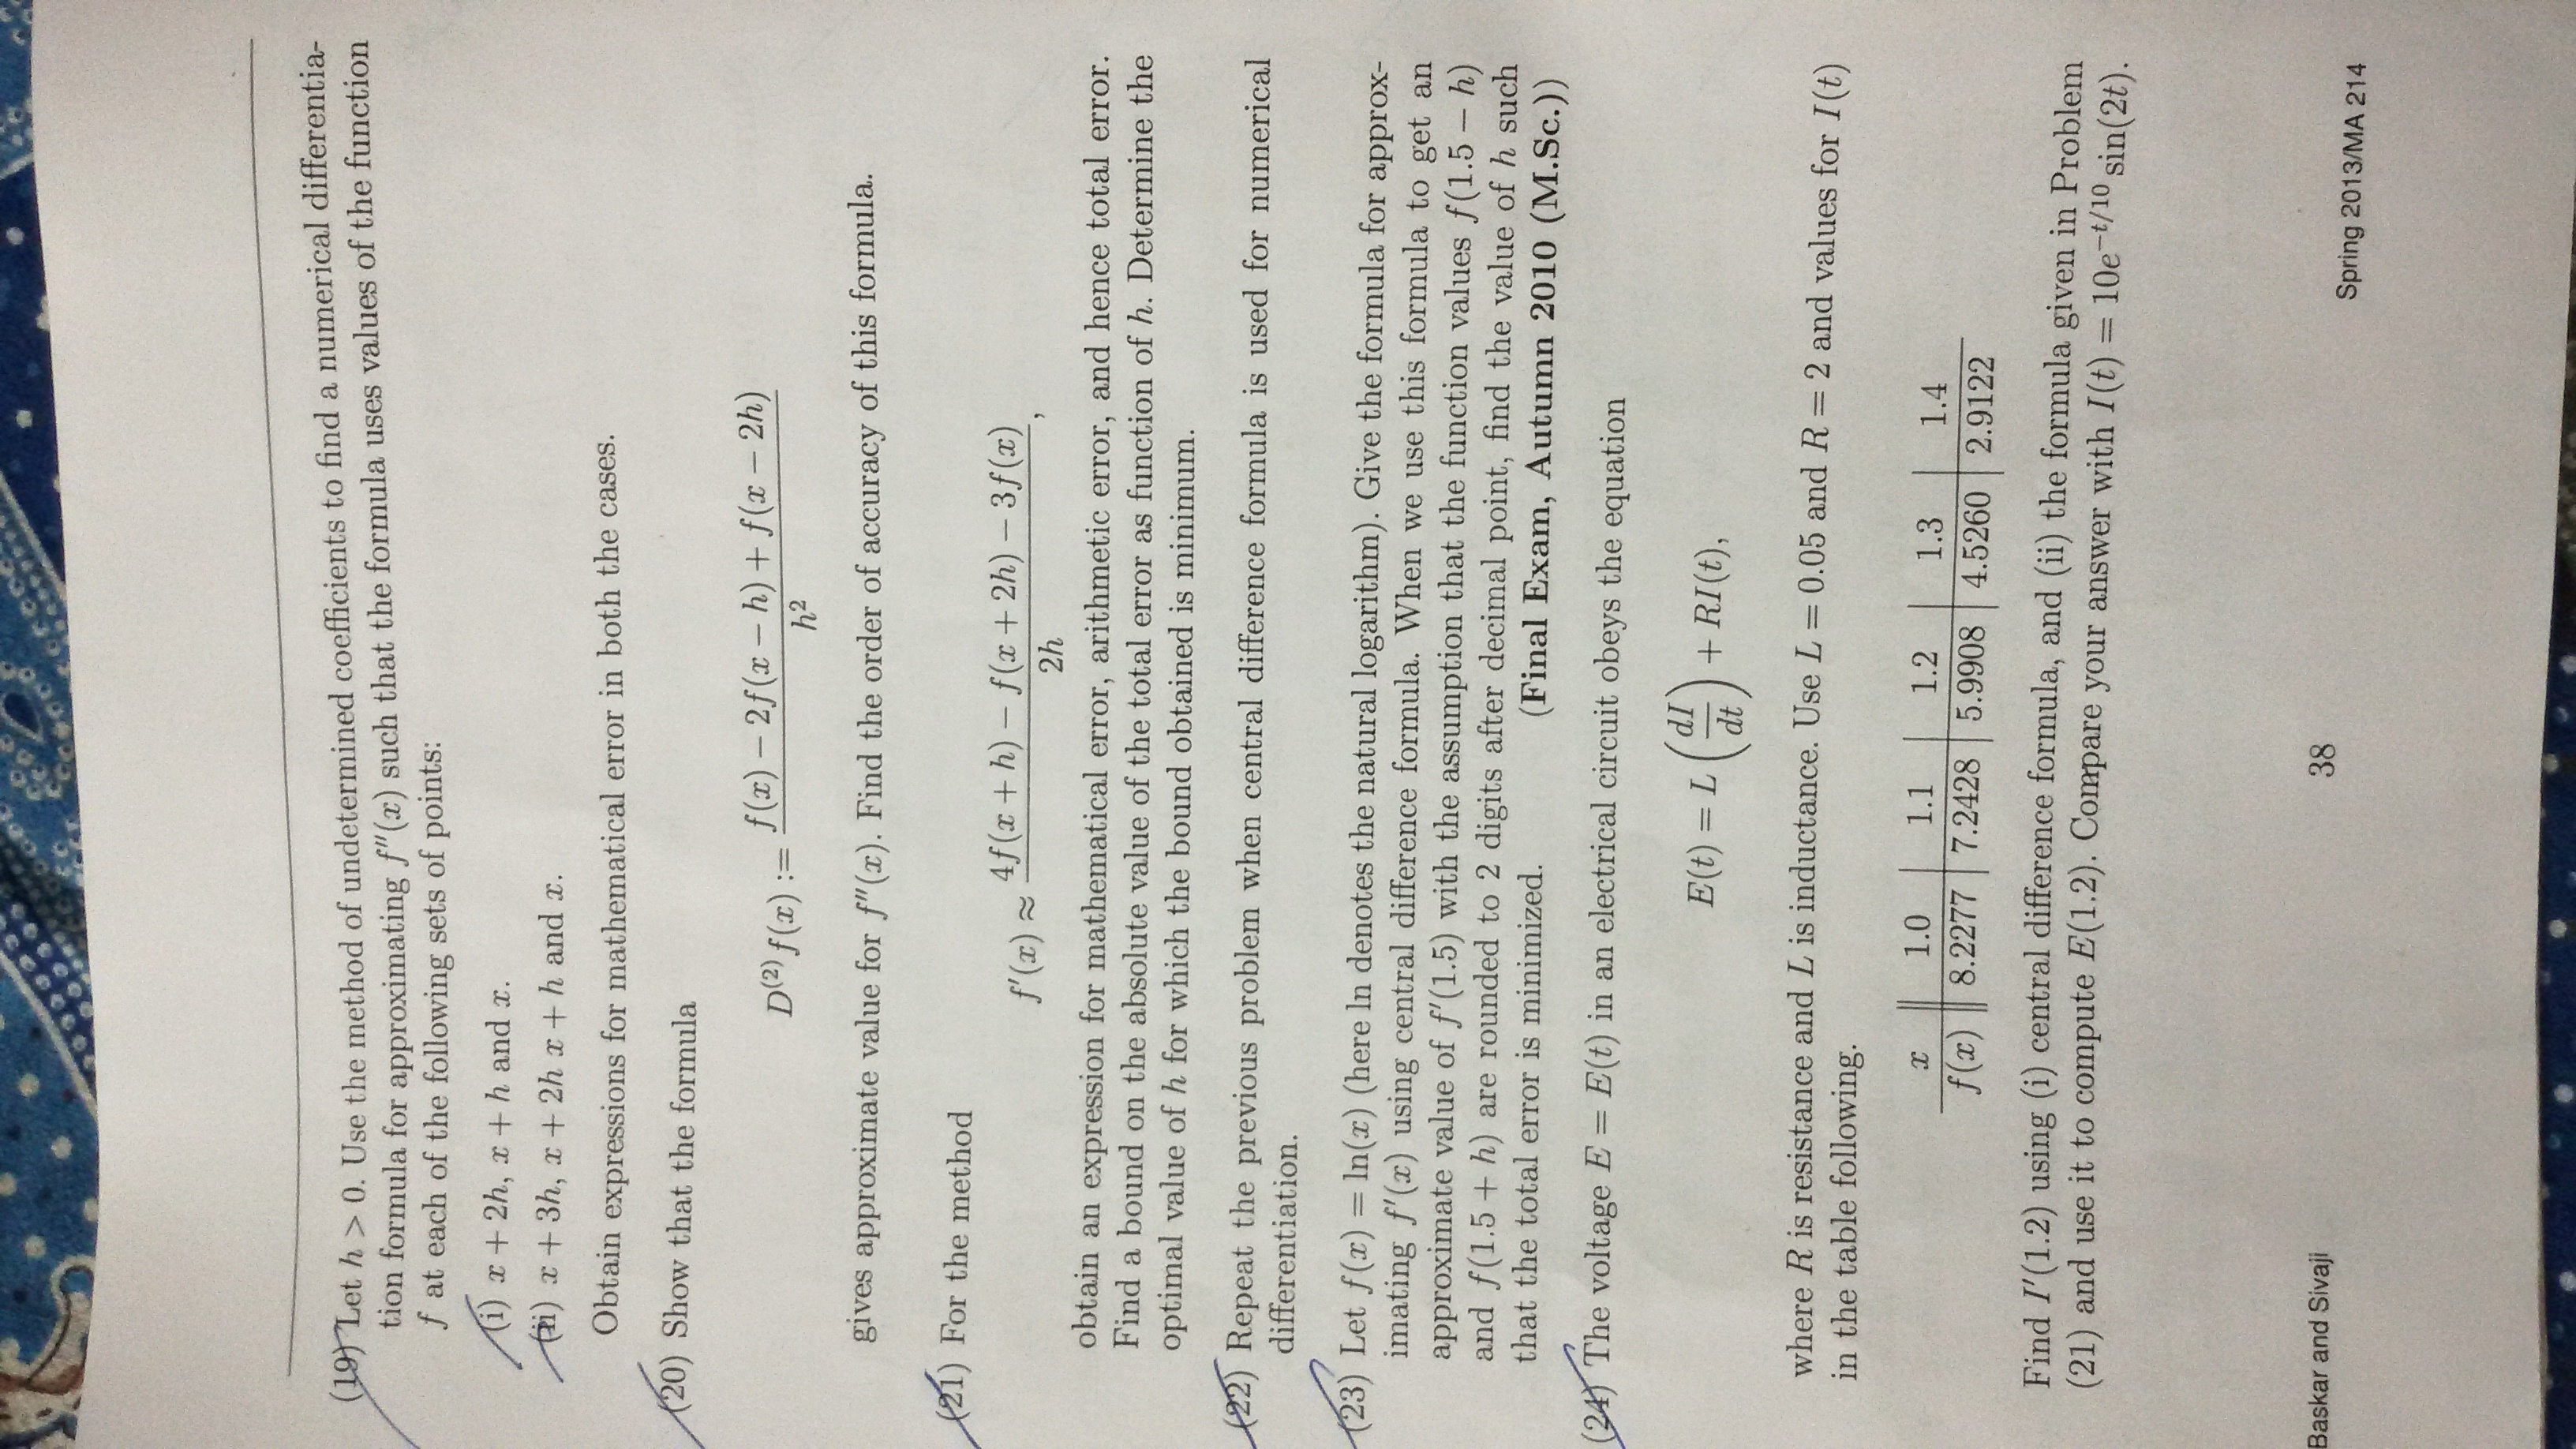 (19) Let h > 0. Use the method of undetermined coefficients to find a numerical differentia-
tion formula for approximating f″(x) such that the formula uses values of the function
f at each of the following sets of points:
(i) x + 2h, x + h and x.
(ii) x + 3h, x + 2h x + h and x.
Obtain expressions for mathematical error in both the cases.
(20) Show that the formula
D⁽²⁾f(x) := (f(x) − 2f(x − h) + f(x − 2h)) / h²
gives approximate value for f″(x). Find the order of accuracy of this formula.
(21) For the method
f′(x) ≈ (4f(x + h) − f(x + 2h) − 3f(x)) / 2h,
obtain an expression for mathematical error, arithmetic error, and hence total error.
Find a bound on the absolute value of the total error as function of h. Determine the
optimal value of h for which the bound obtained is minimum.
(22) Repeat the previous problem when central difference formula is used for numerical
differentiation.
(23) Let f(x) = ln(x) (here ln denotes the natural logarithm). Give the formula for approx-
imating f′(x) using central difference formula. When we use this formula to get an
approximate value of f′(1.5) with the assumption that the function values f(1.5 − h)
and f(1.5 + h) are rounded to 2 digits after decimal point, find the value of h such
that the total error is minimized. (Final Exam, Autumn 2010 (M.Sc.))
(24) The voltage E = E(t) in an electrical circuit obeys the equation
E(t) = L (dI/dt) + RI(t),
where R is resistance and L is inductance. Use L = 0.05 and R = 2 and values for I(t)
in the table following.
x 1.0 1.1 1.2 1.3 1.4
f(x) 8.2277 7.2428 5.9908 4.5260 2.9122
Find I′(1.2) using (i) central difference formula, and (ii) the formula given in Problem
(21) and use it to compute E(1.2). Compare your answer with I(t) = 10e^(−t/10) sin(2t).
Baskar and Sivaji 38 Spring 2013/MA 214